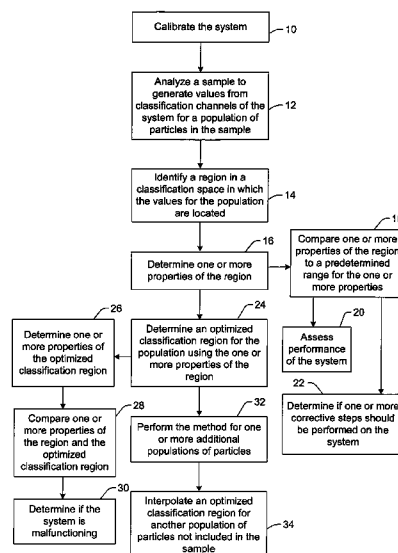 Calibrate the system
10
Analyze a sample to
generate values from
classification channels of
the system for a population
of particles in the sample
12
Identify a region in a
classification space in which
the values for the population
are located
14
16
Determine one or more
properties of the region
Compare one or more
properties of the region
to a predetermined
range for the one or
more properties
26
Determine one or
more properties of
the optimized
classification region
24
Determine an optimized
classification region for
the population using the
one or more properties of
the region
20
Assess
performance of
the system
22
Determine if one or more
corrective steps should
be performed on the
system
28
Compare one or more
properties of
the region and the
optimized
classification region
32
Perform the method for
one or more additional
populations of particles
30
Determine if the
system is
malfunctioning
Interpolate an optimized
classification region for
another population of
particles not included in the
sample
34